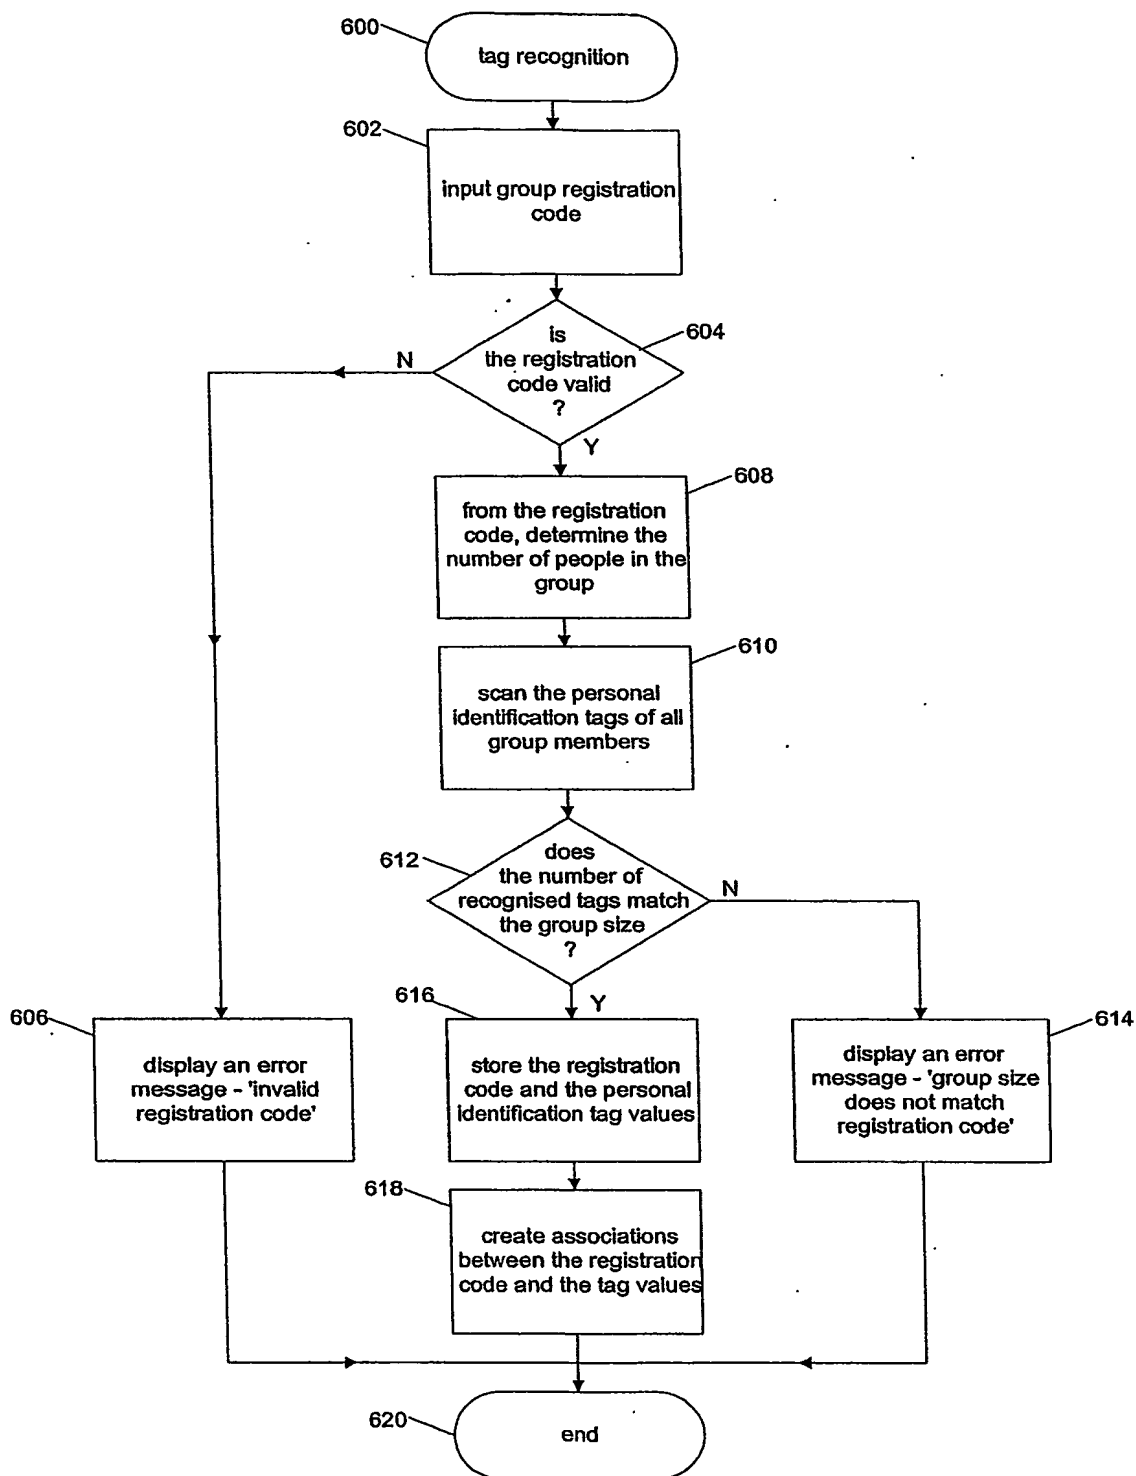 600
tag recognition
602
input group registration
code
604
is
the registration
code valid
?
N
Y
608
from the registration
code, determine the
number of people in the
group
610
scan the personal
identification tags of all
group members
612
does
the number of
recognised tags match
the group size
?
N
Y
606
display an error
message - 'invalid
registration code'
616
store the registration
code and the personal
identification tag values
614
display an error
message - 'group size
does not match
registration code'
618
create associations
between the registration
code and the tag values
620
end